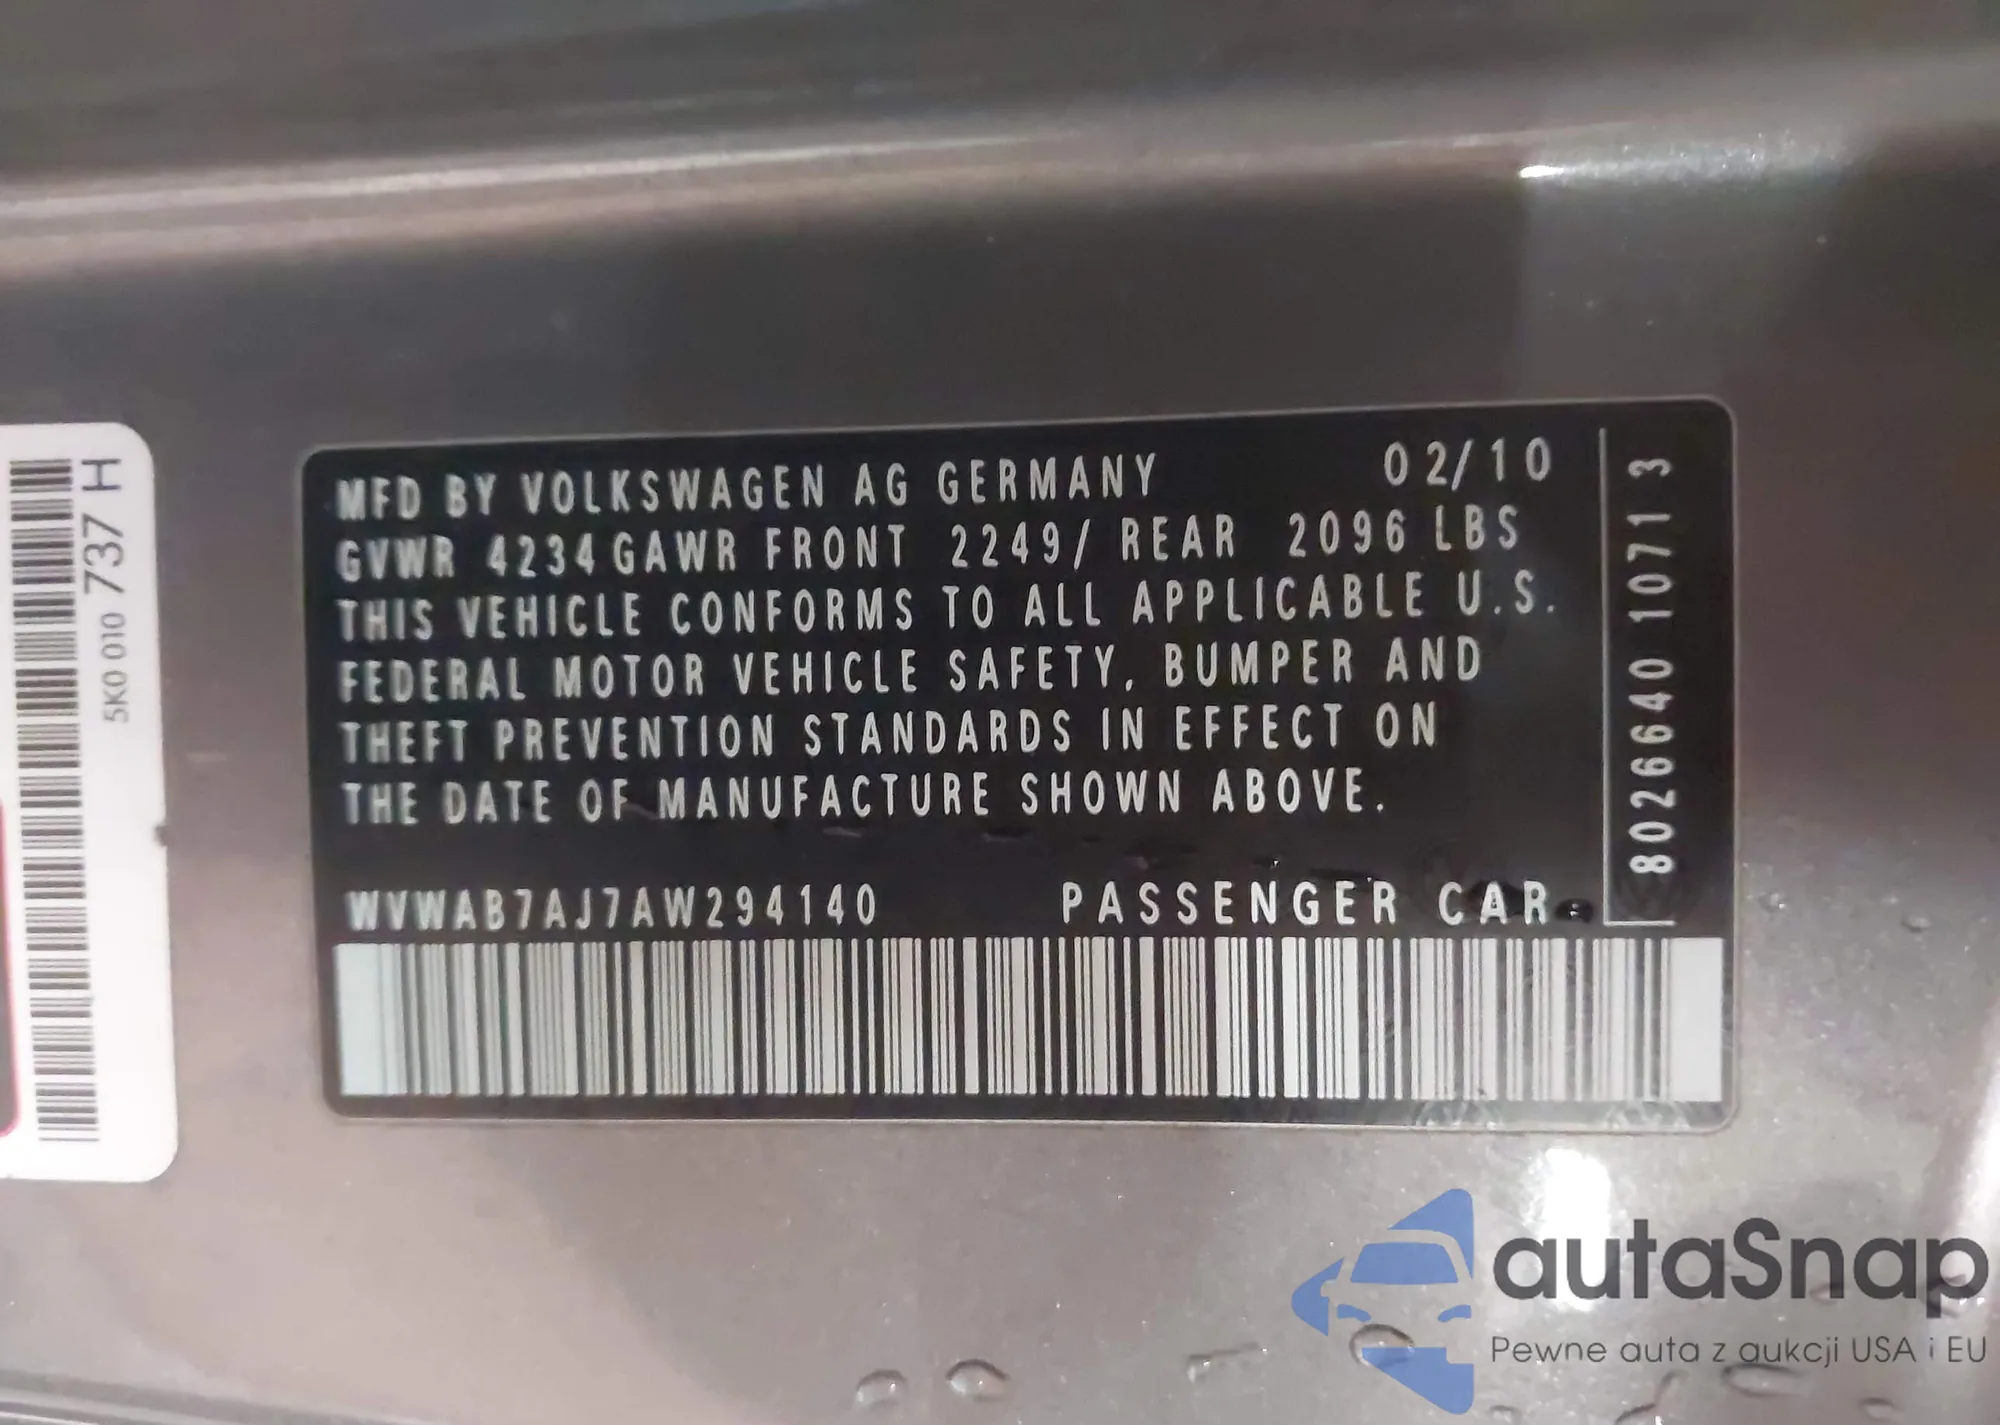 MFD BY VOLKSWAGEN AG GERMANY 02/10
GVWR 4234 GAWR FRONT 2249/ REAR 2096 LBS
THIS VEHICLE CONFORMS TO ALL APPLICABLE U.S.
FEDERAL MOTOR VEHICLE SAFETY, BUMPER AND
THEFT PREVENTION STANDARDS IN EFFECT ON
THE DATE OF MANUFACTURE SHOWN ABOVE.
WVWAB7AJ7AW294140 PASSENGER CAR
8026640 1071 3
5K0 010 737 H
autaSnap
Pewne auta z aukcji USA i EU